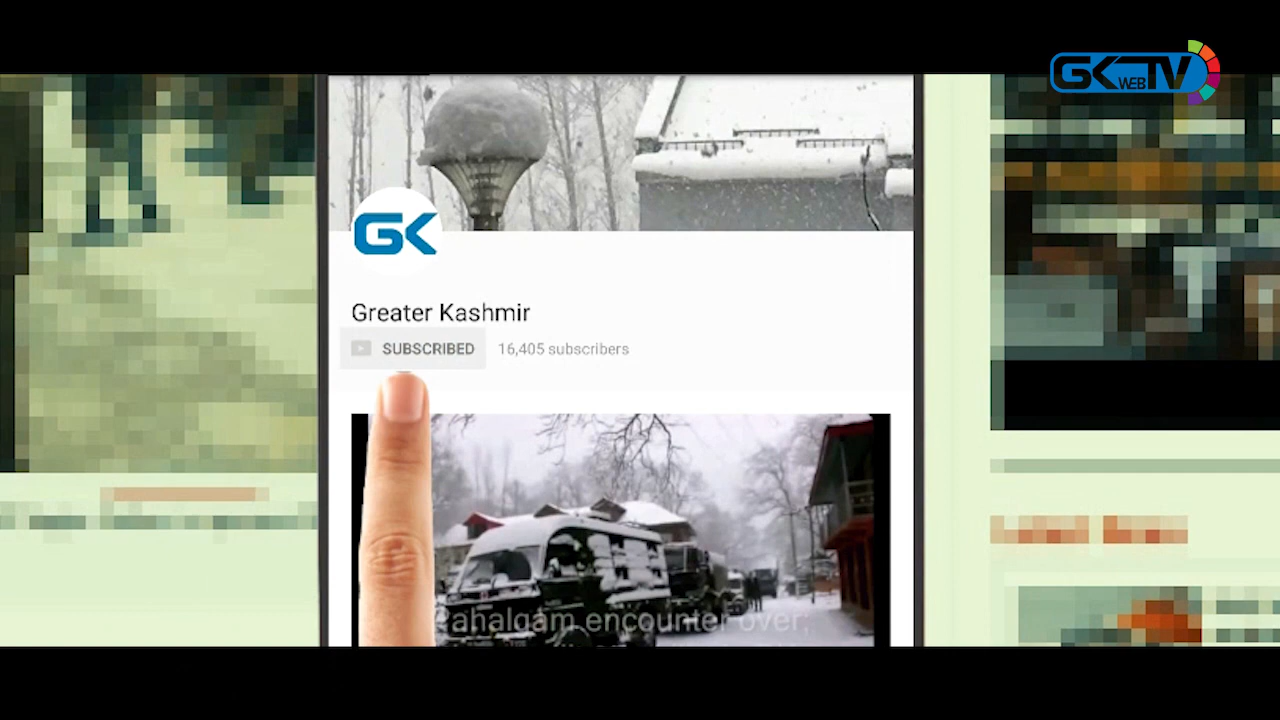 GK WEB TV
GK
Greater Kashmir
SUBSCRIBED 16,405 subscribers
ahalgam encounter over;